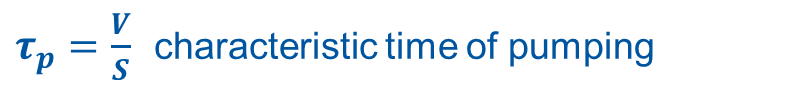 τₚ = V/S characteristic time of pumping